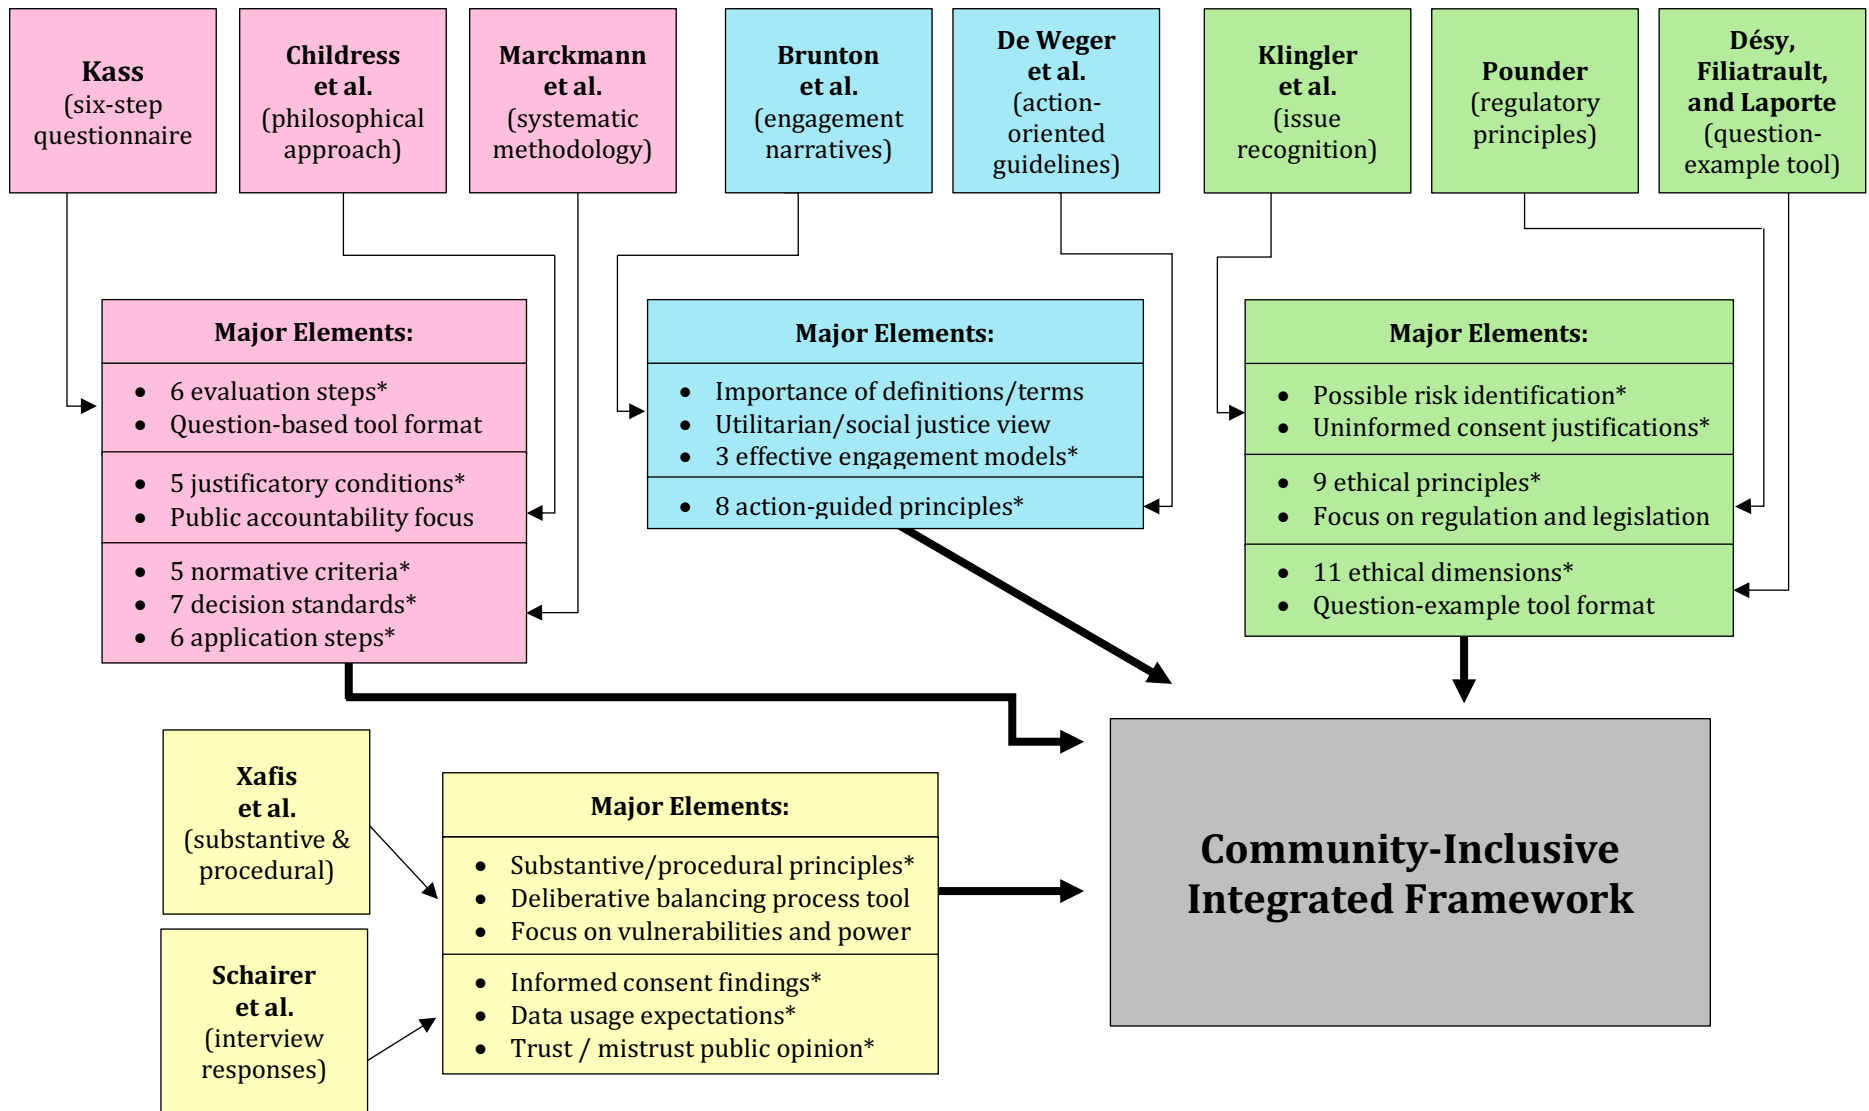 Kass
(six-step
questionnaire
Childress
et al.
(philosophical
approach)
Marckmann
et al.
(systematic
methodology)
Brunton
et al.
(engagement
narratives)
De Weger
et al.
(action-
oriented
guidelines)
Klingler
et al.
(issue
recognition)
Pounder
(regulatory
principles)
Désy,
Filiatrault,
and Laporte
(question-
example tool)
Major Elements:
• 6 evaluation steps*
• Question-based tool format
• 5 justificatory conditions*
• Public accountability focus
• 5 normative criteria*
• 7 decision standards*
• 6 application steps*
Major Elements:
• Importance of definitions/terms
• Utilitarian/social justice view
• 3 effective engagement models*
• 8 action-guided principles*
Major Elements:
• Possible risk identification*
• Uninformed consent justifications*
• 9 ethical principles*
• Focus on regulation and legislation
• 11 ethical dimensions*
• Question-example tool format
Xafis
et al.
(substantive &
procedural)
Schairer
et al.
(interview
responses)
Major Elements:
• Substantive/procedural principles*
• Deliberative balancing process tool
• Focus on vulnerabilities and power
• Informed consent findings*
• Data usage expectations*
• Trust / mistrust public opinion*
Community-Inclusive
Integrated Framework